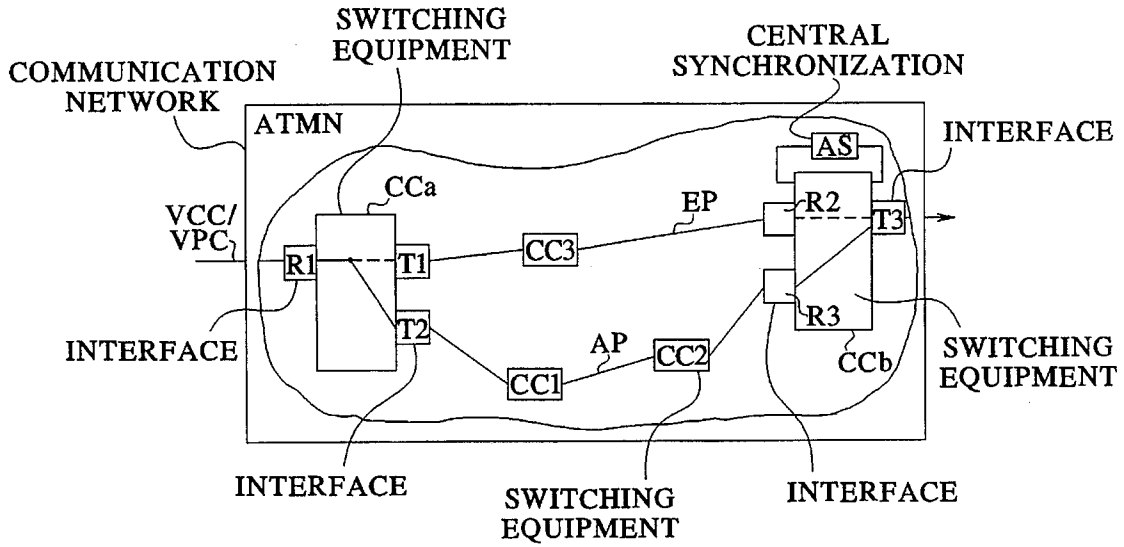 SWITCHING
EQUIPMENT
CENTRAL
SYNCHRONIZATION
COMMUNICATION
NETWORK
ATMN
INTERFACE
AS
CCa
R2
EP
VCC/
VPC
T3
R1
T1
CC3
R3
T2
INTERFACE
AP
CC2
CCb
SWITCHING
EQUIPMENT
CC1
INTERFACE
SWITCHING
EQUIPMENT
INTERFACE